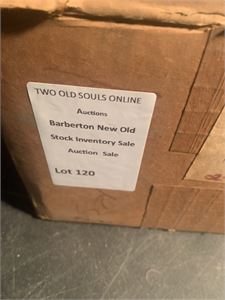 TWO OLD SOULS ONLINE
Auctions
Barberton New Old
Stock Inventory Sale
Auction Sale
Lot 120